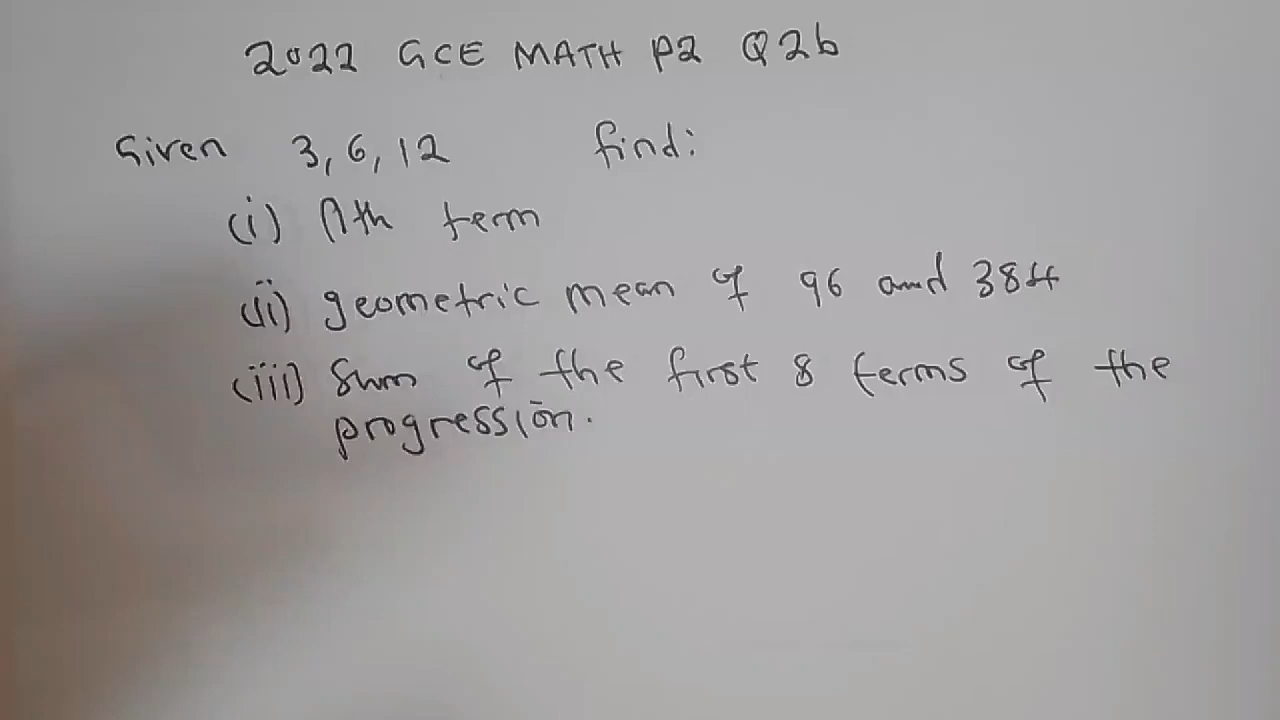 2022 GCE MATH P2 Q2b
Given 3, 6, 12 find:
(i) nth term
(ii) geometric mean of 96 and 384
(iii) Sum of the first 8 terms of the
progression.